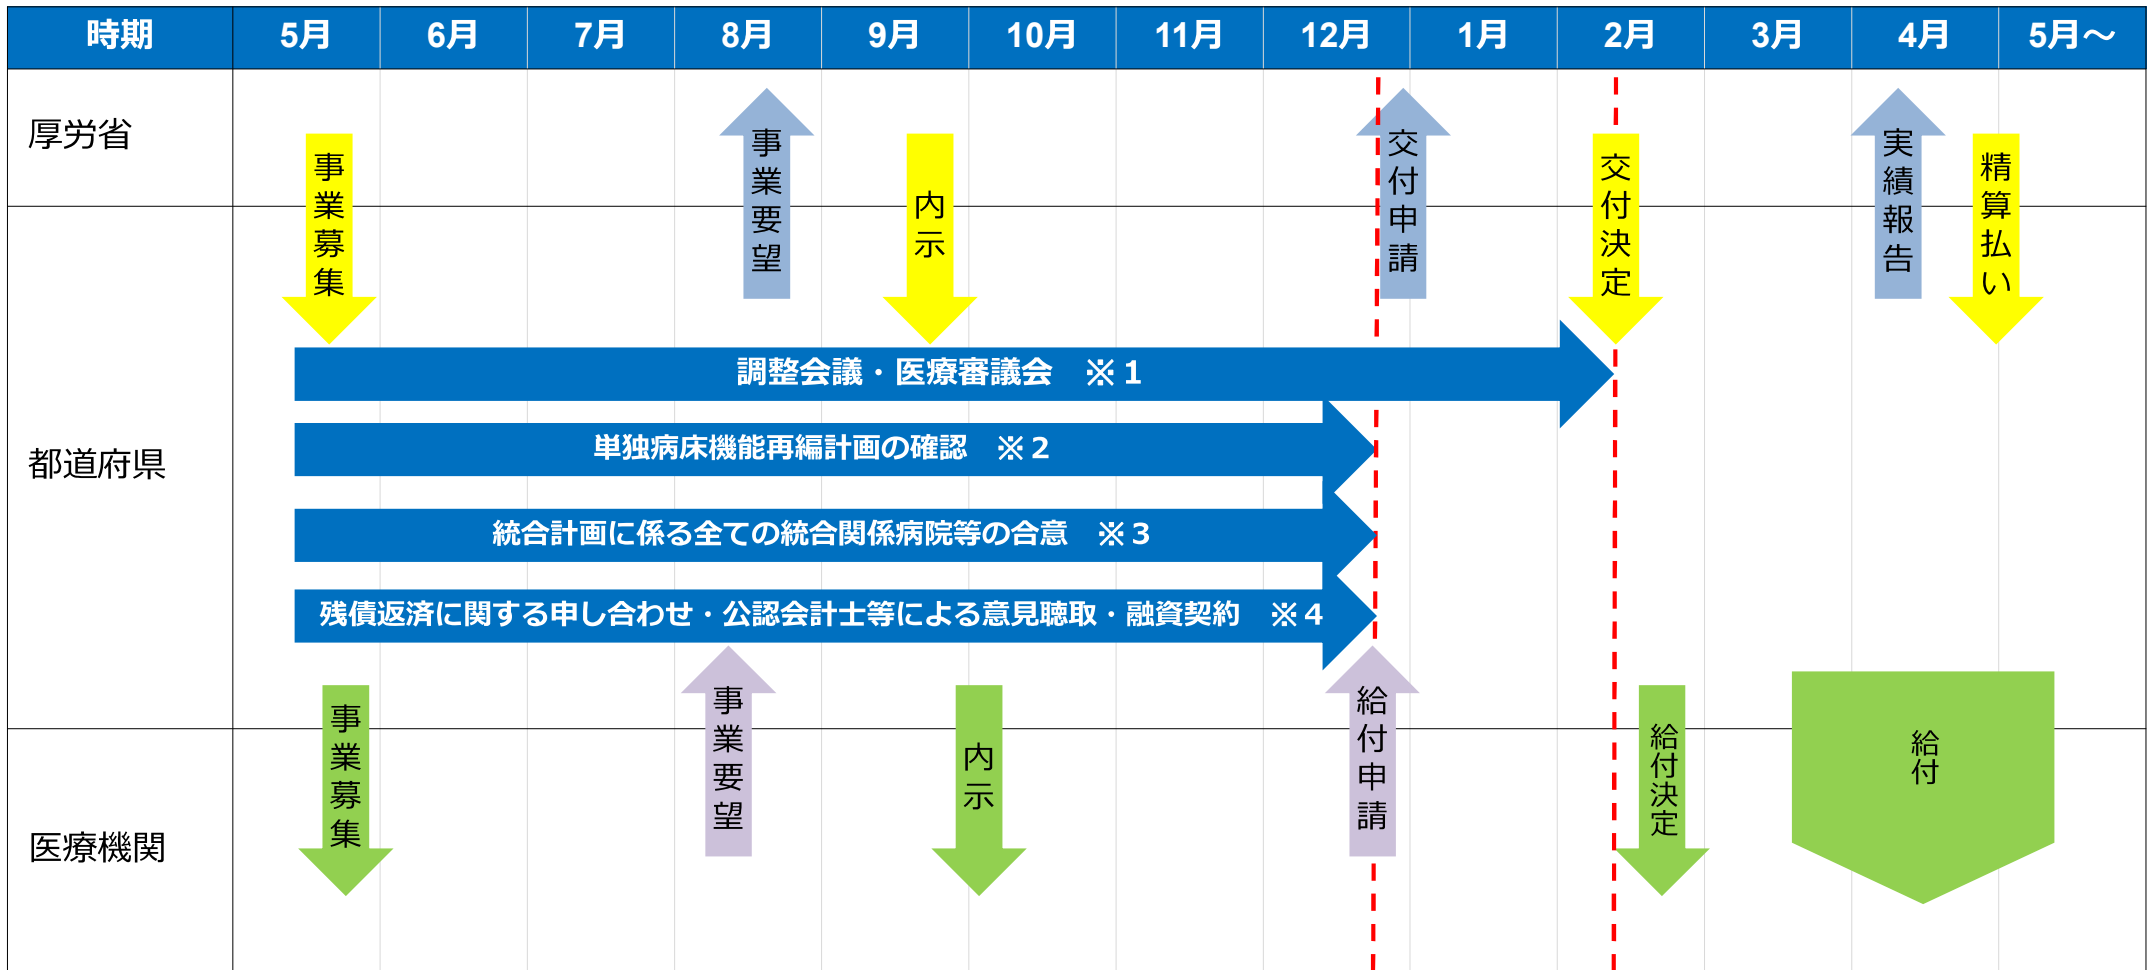 時期
5月
6月
7月
8月
9月
10月
11月
12月
1月
2月
3月
4月
5月～
厚労省
事業募集
事業要望
内示
交付申請
交付決定
実績報告
精算払い
都道府県
調整会議・医療審議会　※１
単独病床機能再編計画の確認　※２
統合計画に係る全ての統合関係病院等の合意　※３
残債返済に関する申し合わせ・公認会計士等による意見聴取・融資契約　※４
医療機関
事業募集
事業要望
内示
給付申請
給付決定
給付